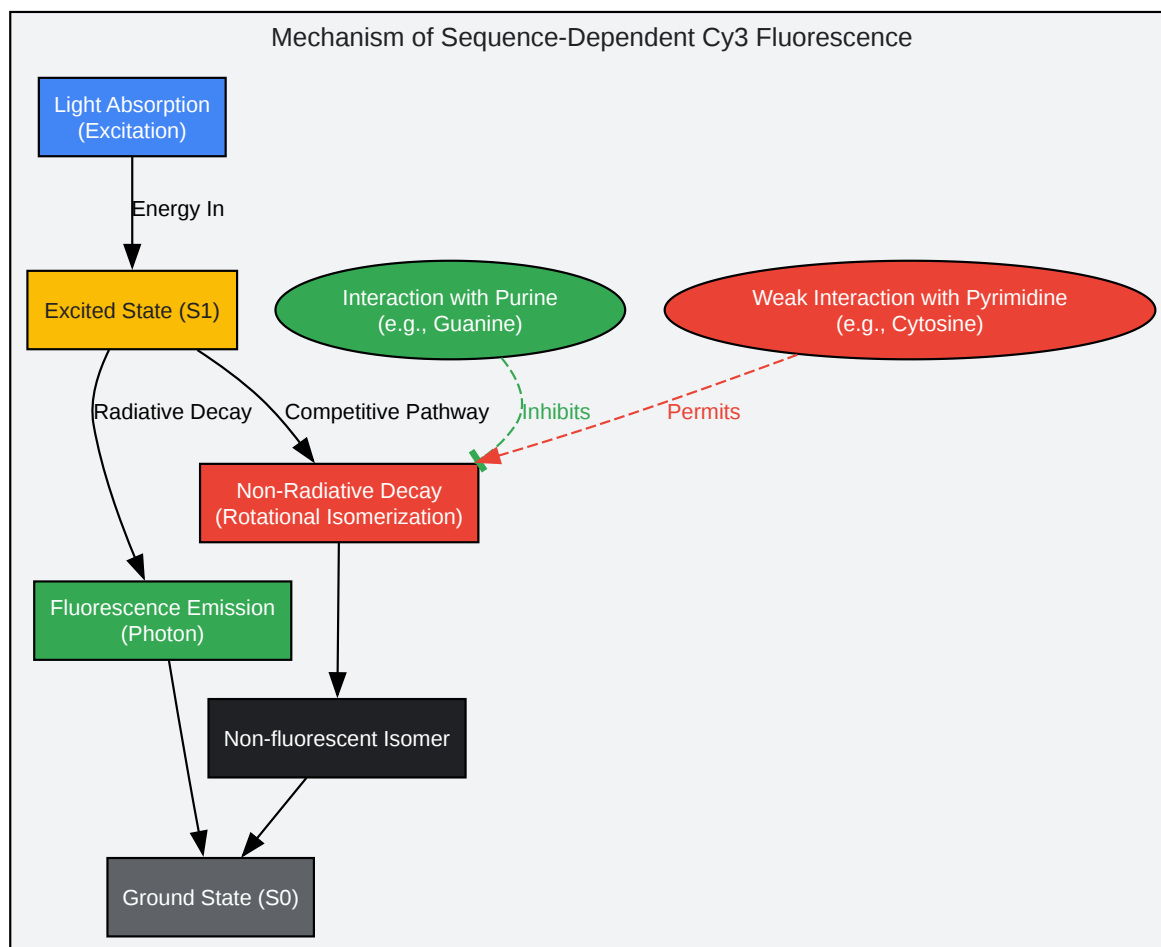 Mechanism of Sequence-Dependent Cy3 Fluorescence
Light Absorption
(Excitation)
Energy In
Excited State (S1)
Interaction with Purine
(e.g., Guanine)
Weak Interaction with Pyrimidine
(e.g., Cytosine)
Radiative Decay
Competitive Pathway
Inhibits
Permits
Non-Radiative Decay
(Rotational Isomerization)
Fluorescence Emission
(Photon)
Non-fluorescent Isomer
Ground State (S0)